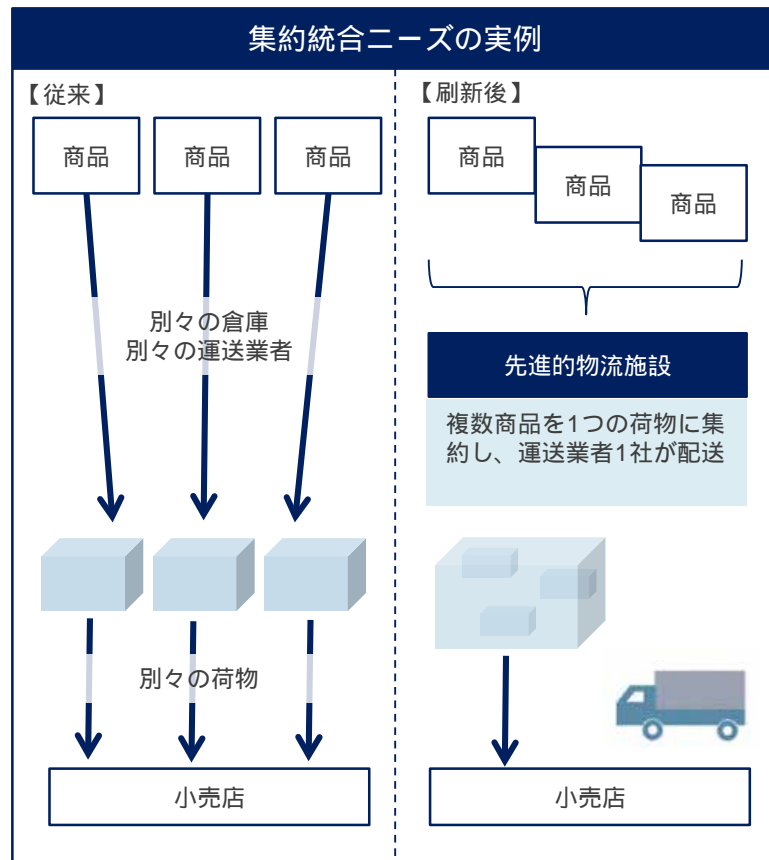 集約統合ニーズの実例
【従来】
商品
商品
商品
別々の倉庫
別々の運送業者
別々の荷物
小売店
【刷新後】
商品
商品
商品
先進的物流施設
複数商品を1つの荷物に集
約し、運送業者1社が配送
小売店